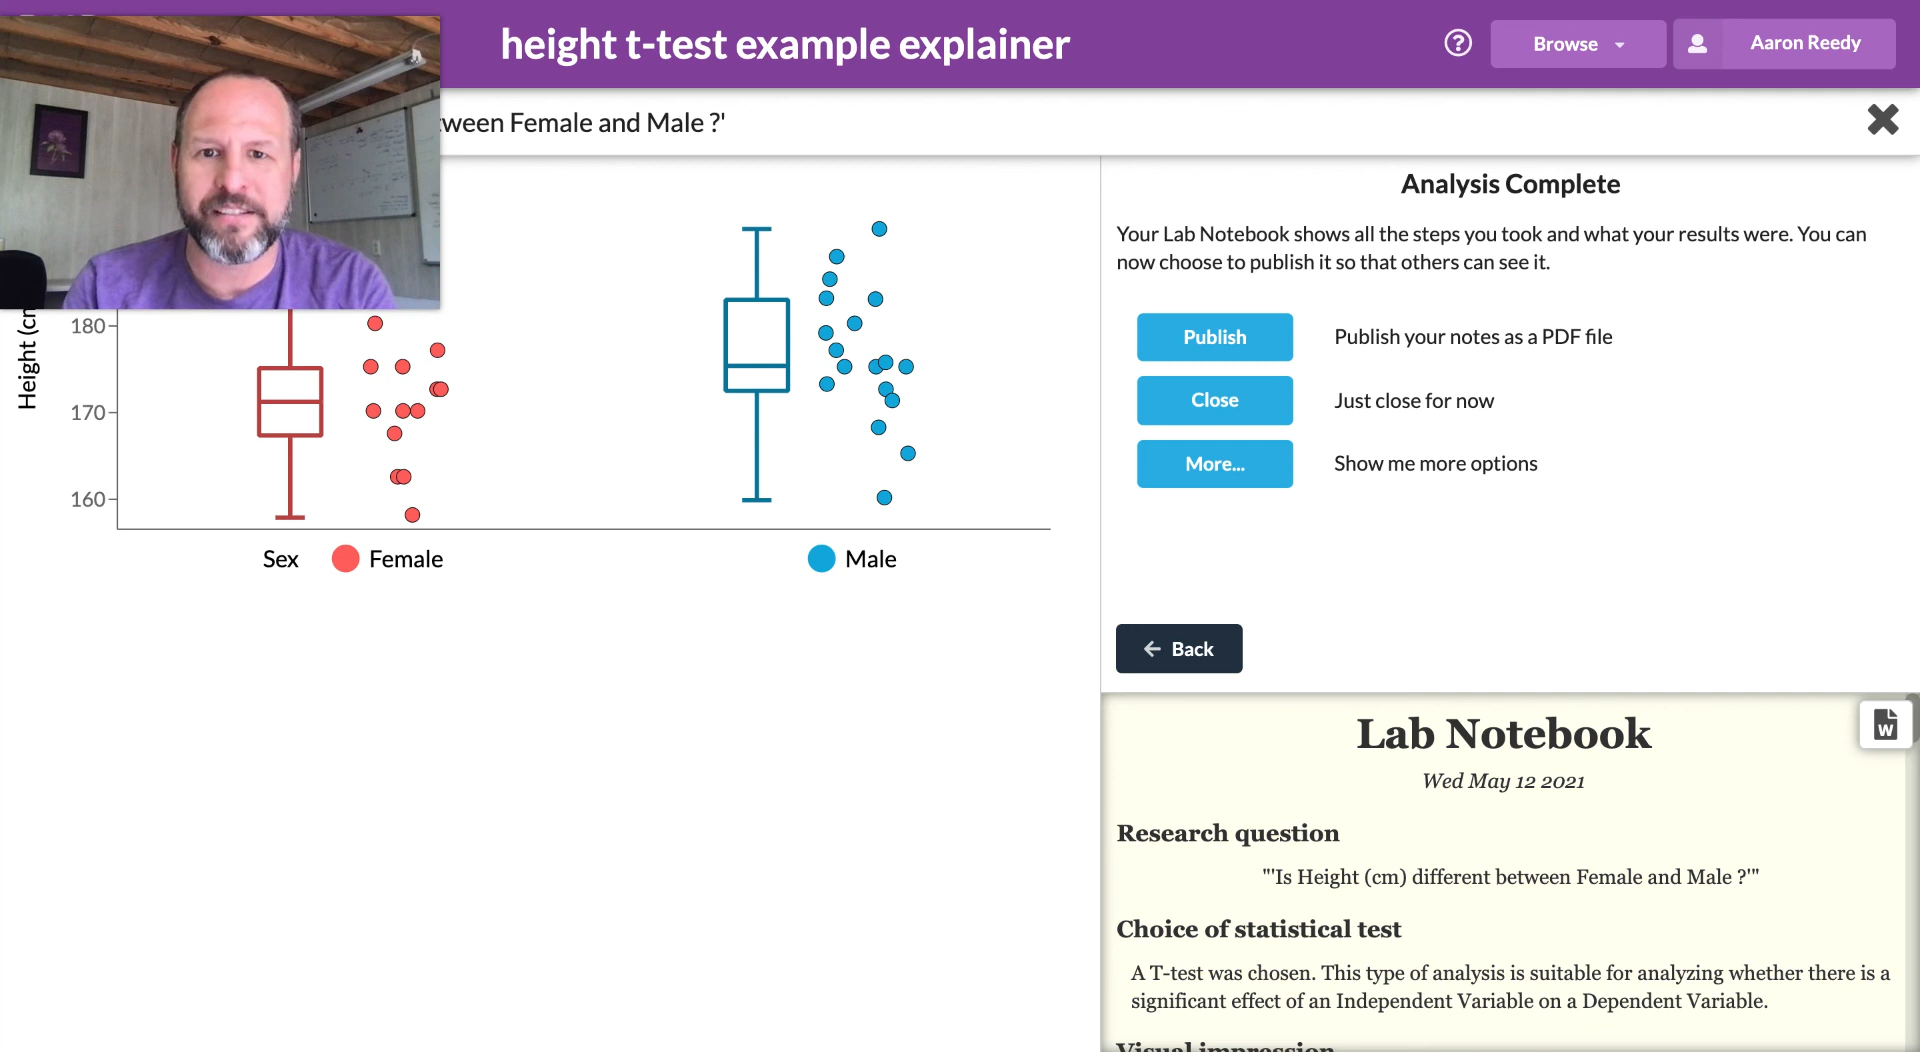 height t-test example explainer
Browse
Aaron Reedy
tween Female and Male ?'
Analysis Complete
Your Lab Notebook shows all the steps you took and what your results were. You can
now choose to publish it so that others can see it.
Publish Publish your notes as a PDF file
Close Just close for now
More... Show me more options
Back
Height (cm
180
170
160
Sex Female Male
Lab Notebook
Wed May 12 2021
Research question
"'Is Height (cm) different between Female and Male ?'"
Choice of statistical test
A T-test was chosen. This type of analysis is suitable for analyzing whether there is a
significant effect of an Independent Variable on a Dependent Variable.
Visual impression